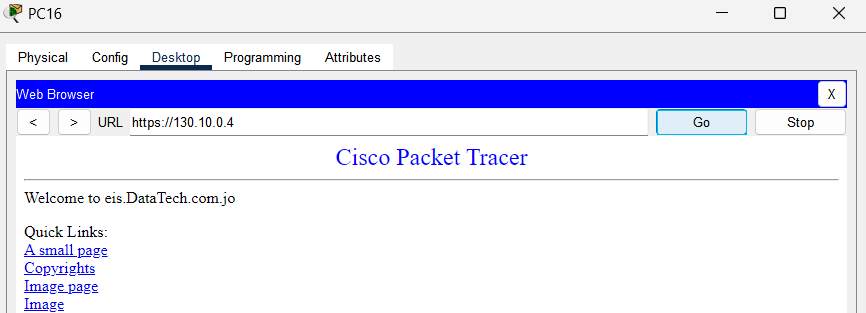 PC16
Physical Config Desktop Programming Attributes
Web Browser X
< > URL https://130.10.0.4 Go Stop
Cisco Packet Tracer
Welcome to eis.DataTech.com.jo
Quick Links:
A small page
Copyrights
Image page
Image